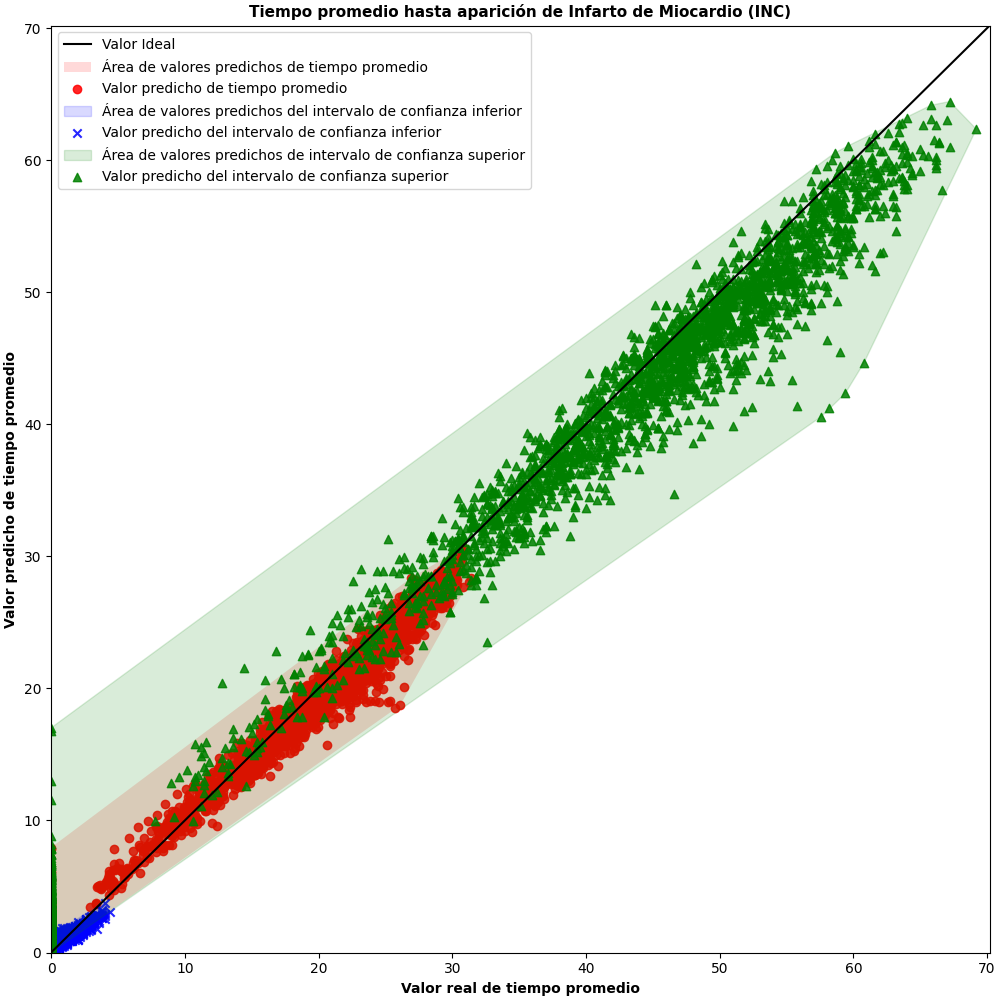 Tiempo promedio hasta aparición de Infarto de Miocardio (INC)
Valor Ideal
Área de valores predichos de tiempo promedio
Valor predicho de tiempo promedio
Área de valores predichos del intervalo de confianza inferior
Valor predicho del intervalo de confianza inferior
Área de valores predichos de intervalo de confianza superior
Valor predicho del intervalo de confianza superior
70
60
50
40
30
20
10
0
Valor predicho de tiempo promedio
0 10 20 30 40 50 60 70
Valor real de tiempo promedio